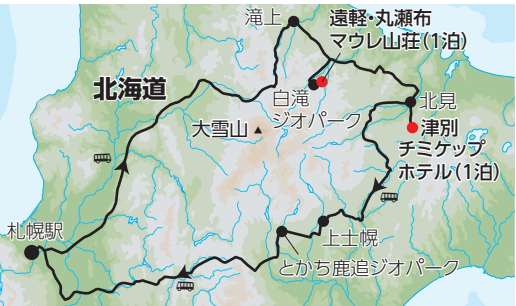 滝上
遠軽・丸瀬布
マウレ山荘(1泊)
北海道
白滝
ジオパーク
北見
大雪山
津別
チミケップ
ホテル(1泊)
札幌駅
上士幌
とかち鹿追ジオパーク